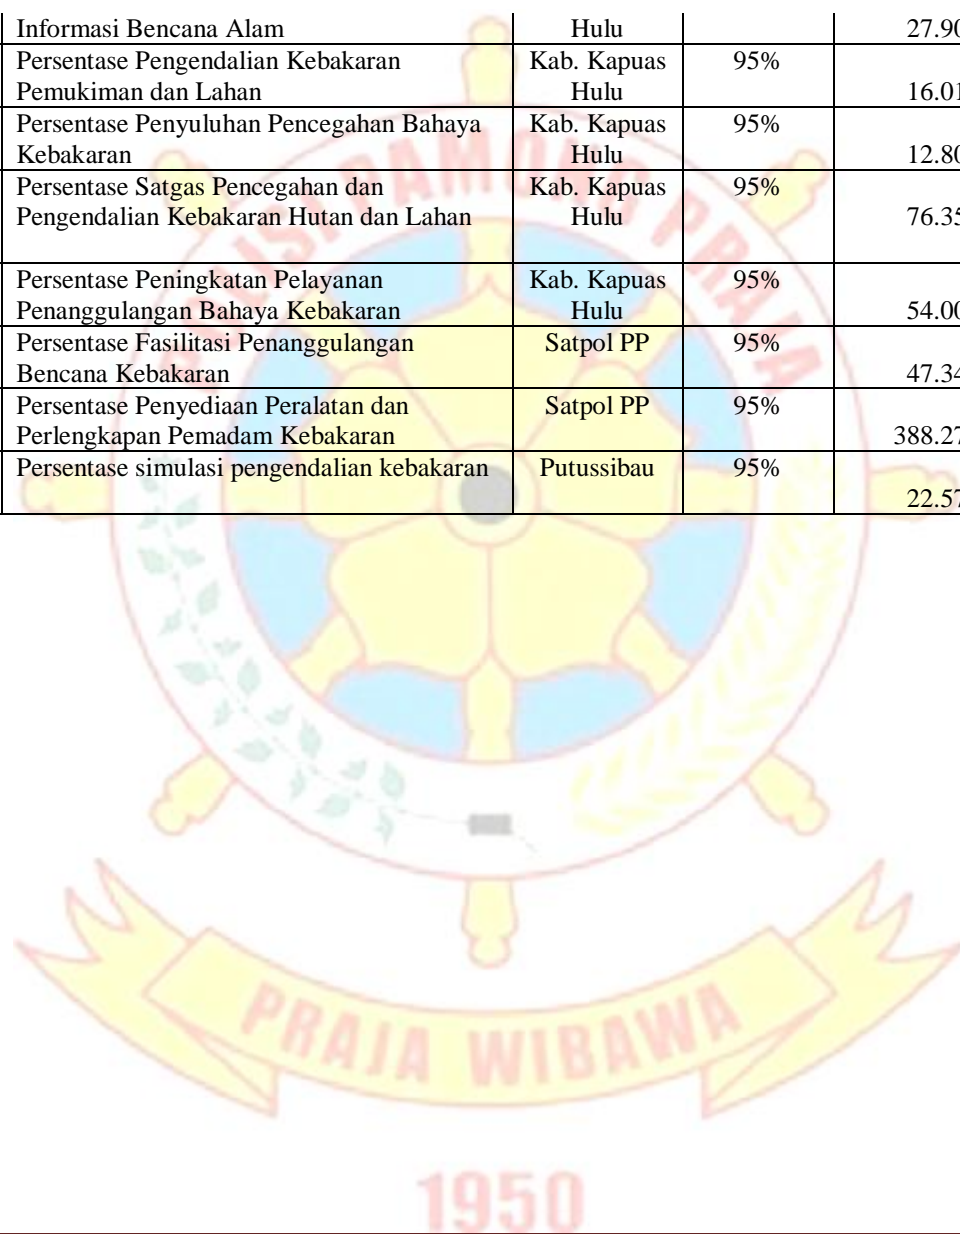 Informasi Bencana Alam Hulu 27.90
Persentase Pengendalian Kebakaran Kab. Kapuas 95%
Pemukiman dan Lahan Hulu 16.01
Persentase Penyuluhan Pencegahan Bahaya Kab. Kapuas 95%
Kebakaran Hulu 12.80
Persentase Satgas Pencegahan dan Kab. Kapuas 95%
Pengendalian Kebakaran Hutan dan Lahan Hulu 76.35
Persentase Peningkatan Pelayanan Kab. Kapuas 95%
Penanggulangan Bahaya Kebakaran Hulu 54.00
Persentase Fasilitasi Penanggulangan Satpol PP 95%
Bencana Kebakaran 47.34
Persentase Penyediaan Peralatan dan Satpol PP 95%
Perlengkapan Pemadam Kebakaran 388.27
Persentase simulasi pengendalian kebakaran Putussibau 95%
22.57
POLISI PAMONG PRAJA
PRAJA WIBAWA
1950